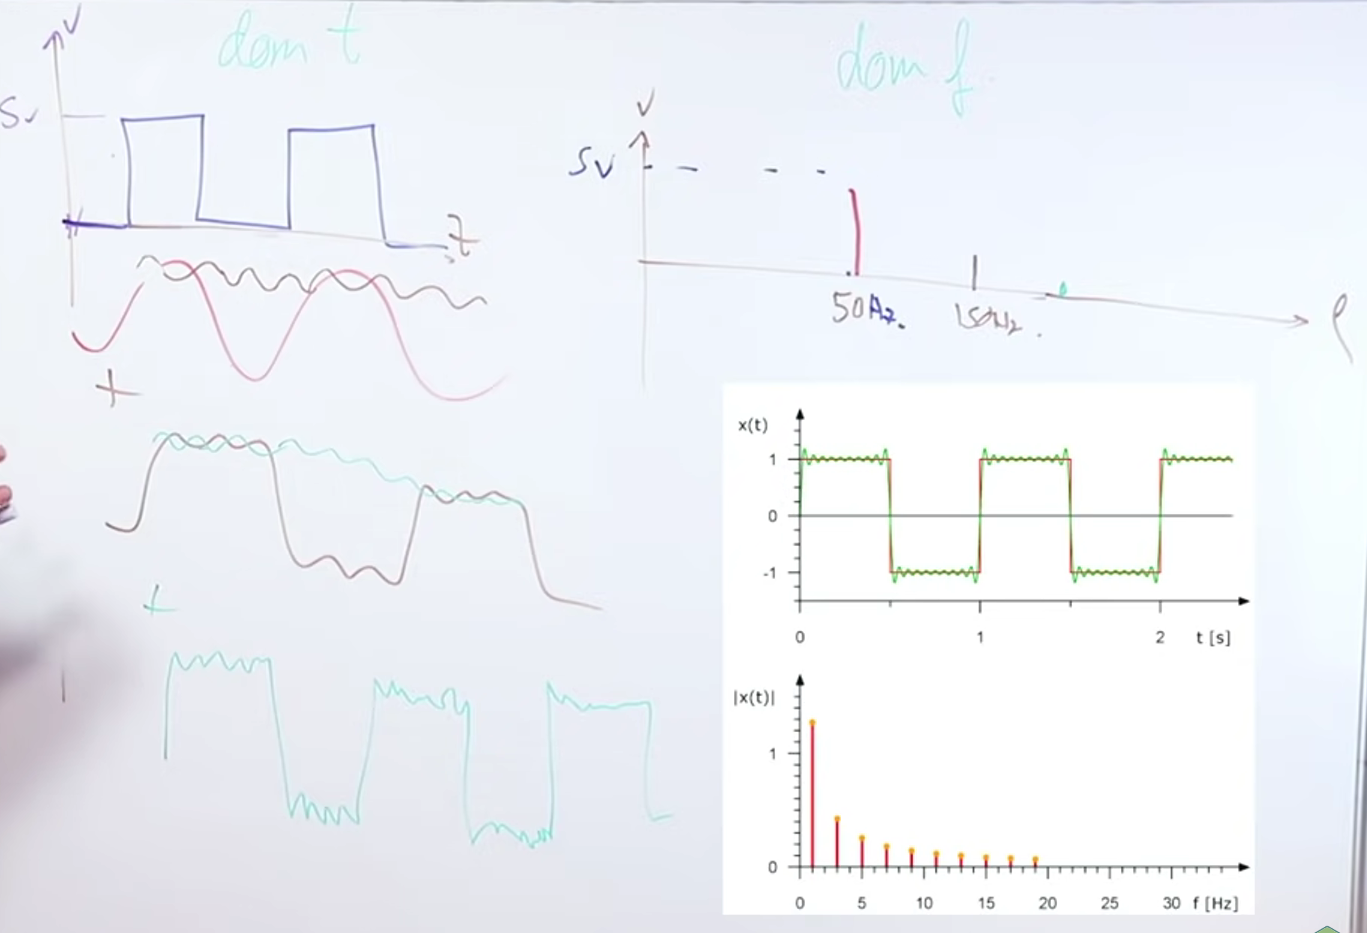 dom t
dom f
V
5v
t
V
5V
50Hz.
150Hz.
f
+
+
x(t)
1
0
-1
0 1 2 t [s]
|x(t)|
1
0
0 5 10 15 20 25 30 f [Hz]